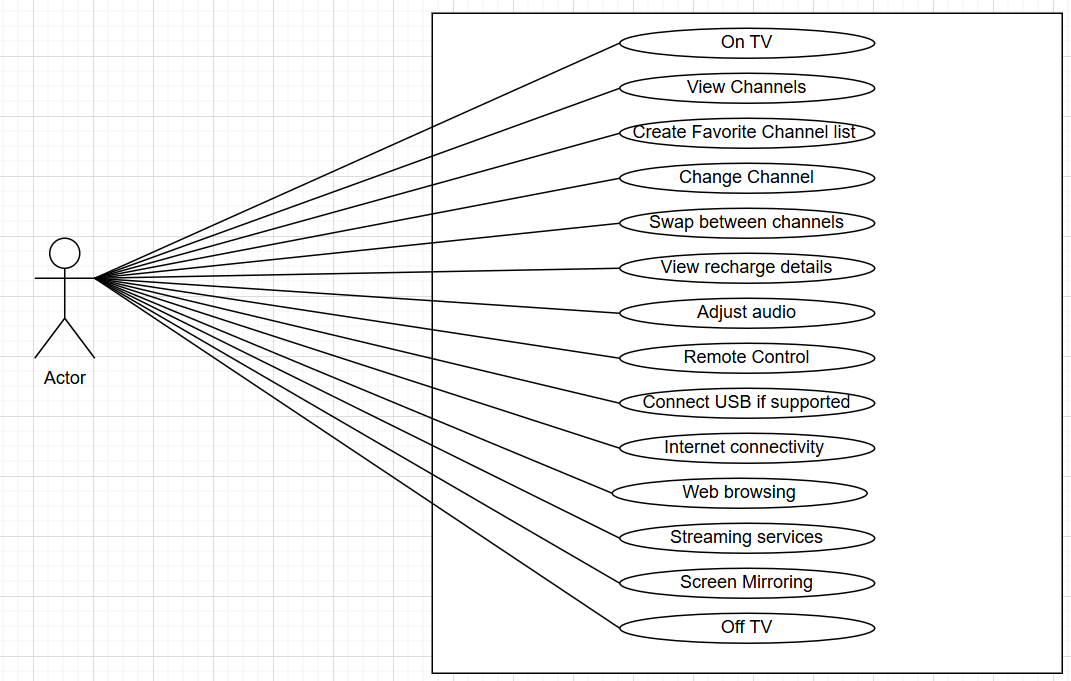 On TV
View Channels
Create Favorite Channel list
Change Channel
Swap between channels
View recharge details
Adjust audio
Remote Control
Actor
Connect USB if supported
Internet connectivity
Web browsing
Streaming services
Screen Mirroring
Off TV